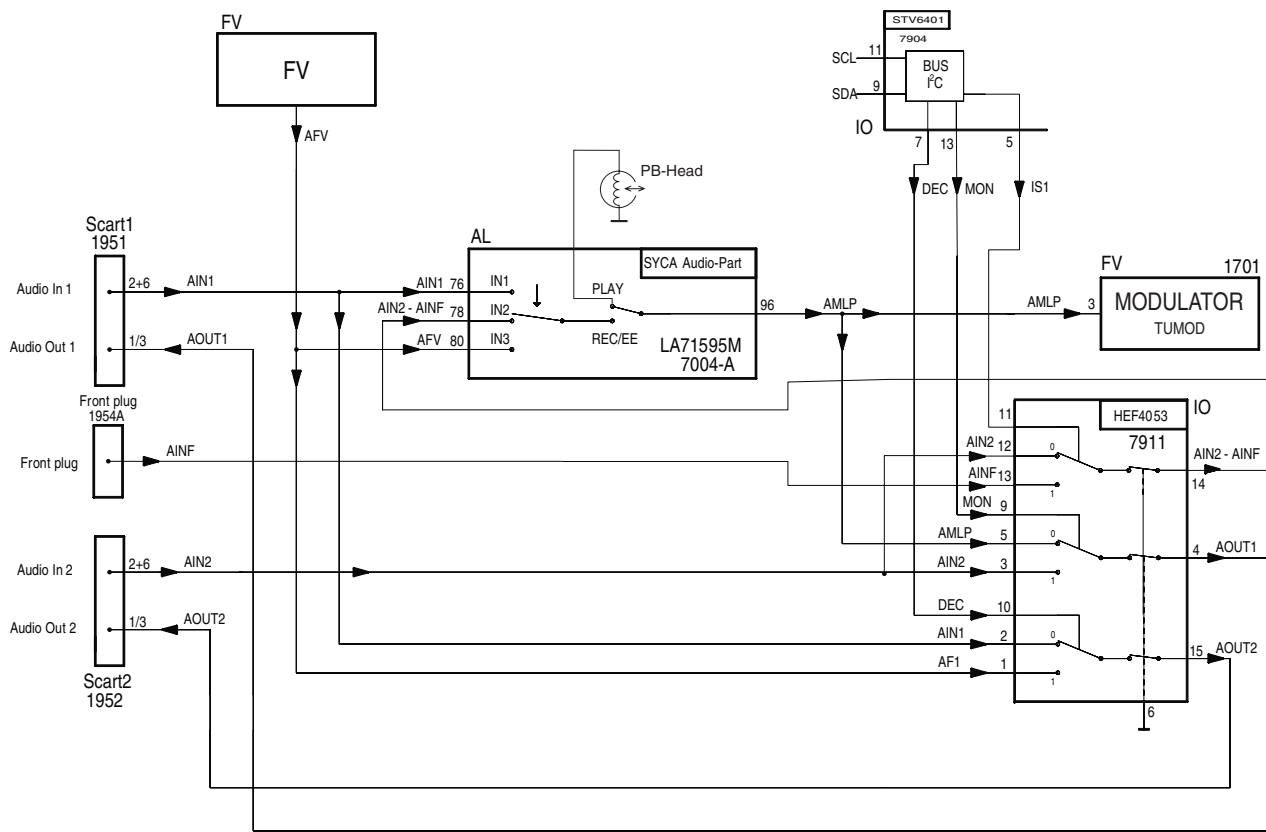 FV
FV
AFV
STV6401
7904
SCL 11
SDA 9
BUS
I2C
IO
7 13 5
DEC MON IS1
PB-Head
Scart1
1951
Audio In 1
2+6 AIN1
Audio Out 1
1/3 AOUT1
AL
SYCA Audio-Part
AIN1 76 IN1
PLAY
AIN2 - AINF 78 IN2
REC/EE
AFV 80 IN3
LA71595M
7004-A
96 AMLP
AMLP 3
FV 1701
MODULATOR
TUMOD
Front plug
1954A
Front plug
AINF
IO
HEF4053
7911
11
AIN2 12 0
AINF 13 1
AIN2 - AINF
14
MON 9
AMLP 5 0
AIN2 3 1
4 AOUT1
DEC 10
AIN1 2 0
AF1 1 1
15 AOUT2
6
Audio In 2
2+6 AIN2
Audio Out 2
1/3 AOUT2
Scart2
1952